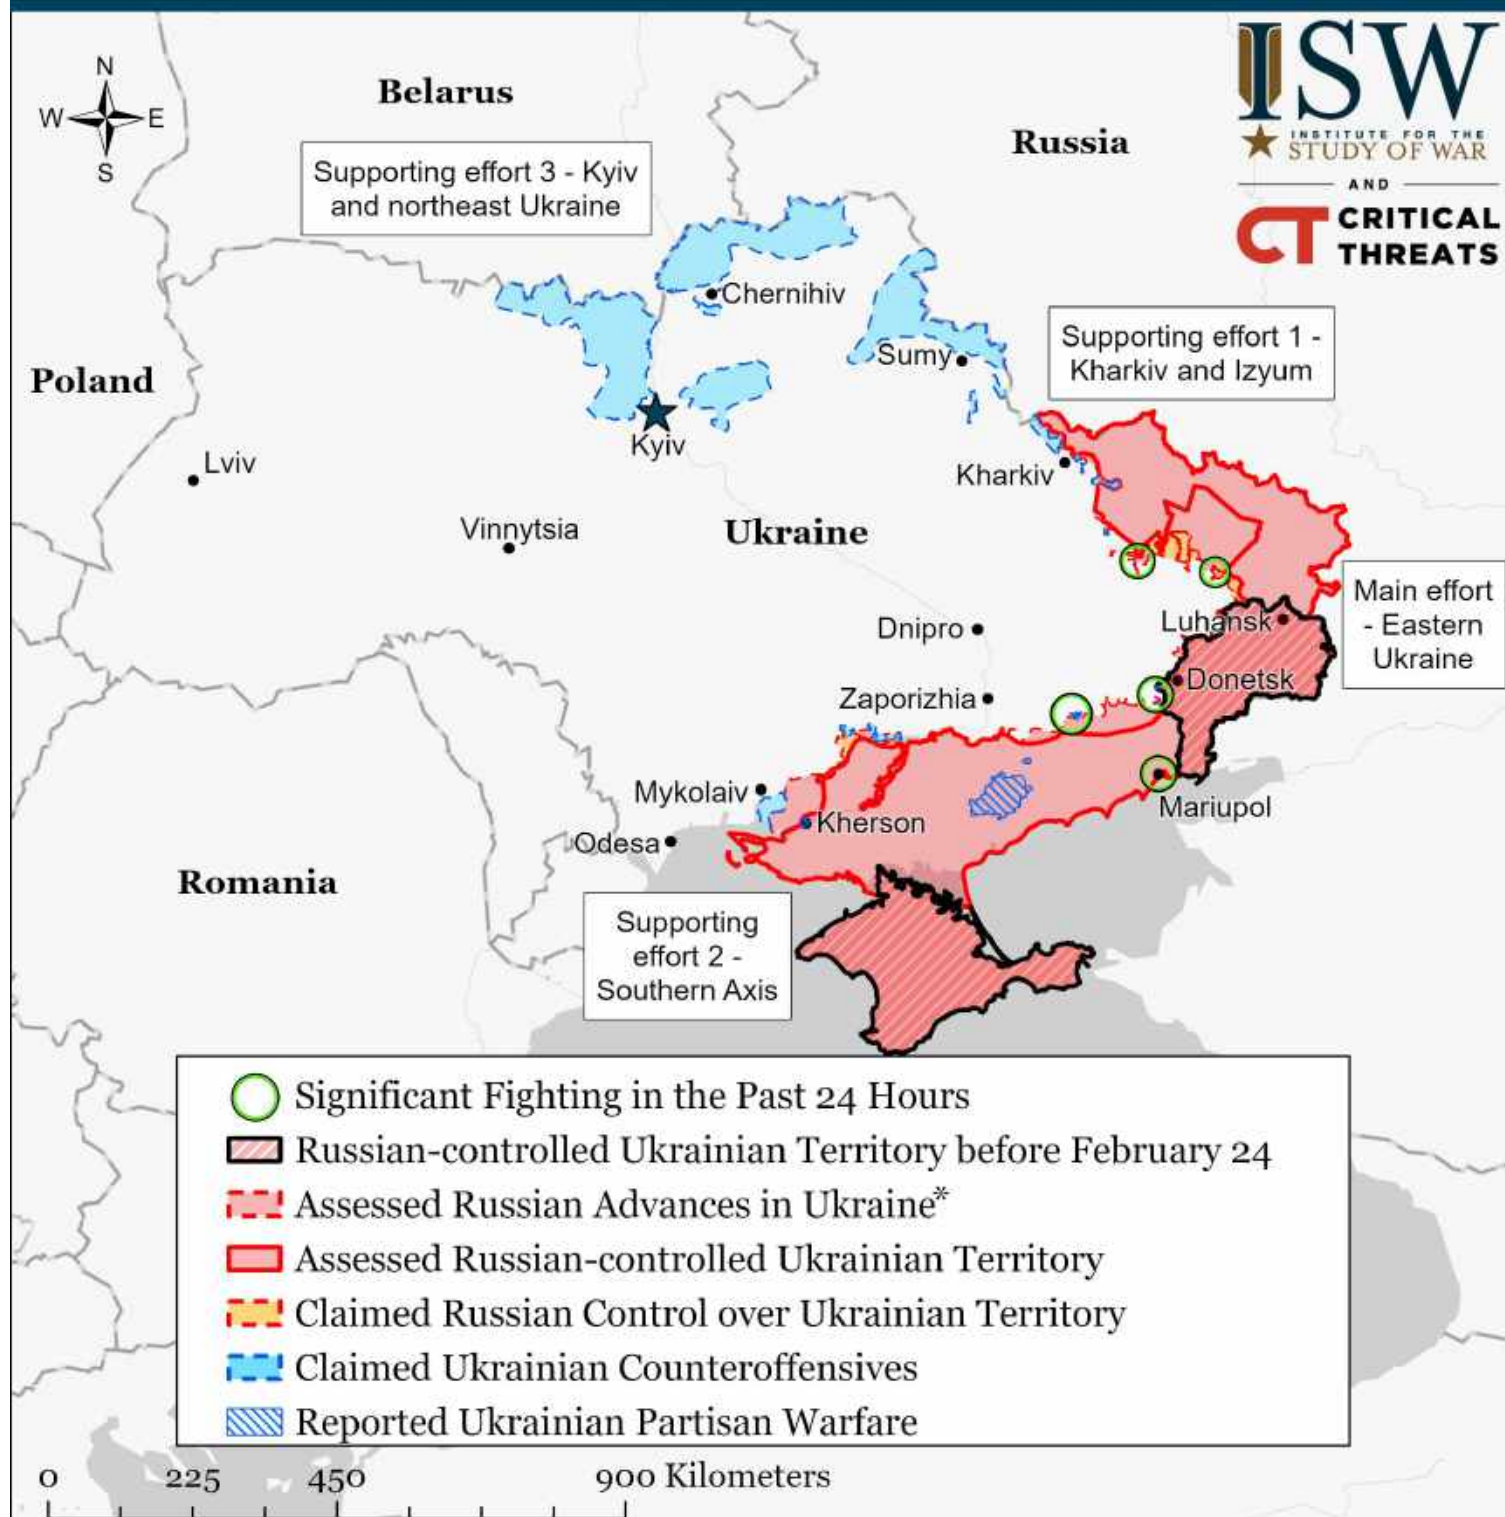 N
W
E
S
Belarus
Russia
ISW
INSTITUTE FOR THE
STUDY OF WAR
AND
CT CRITICAL
THREATS
Supporting effort 3 - Kyiv
and northeast Ukraine
Chernihiv
Sumy
Supporting effort 1 -
Kharkiv and Izyum
Poland
Kyiv
Lviv
Kharkiv
Vinnytsia
Ukraine
Main effort
- Eastern
Ukraine
Dnipro
Luhansk
Donetsk
Zaporizhia
Mykolaiv
Mariupol
Kherson
Odesa
Romania
Supporting
effort 2 -
Southern Axis
Significant Fighting in the Past 24 Hours
Russian-controlled Ukrainian Territory before February 24
Assessed Russian Advances in Ukraine*
Assessed Russian-controlled Ukrainian Territory
Claimed Russian Control over Ukrainian Territory
Claimed Ukrainian Counteroffensives
Reported Ukrainian Partisan Warfare
0 225 450 900 Kilometers